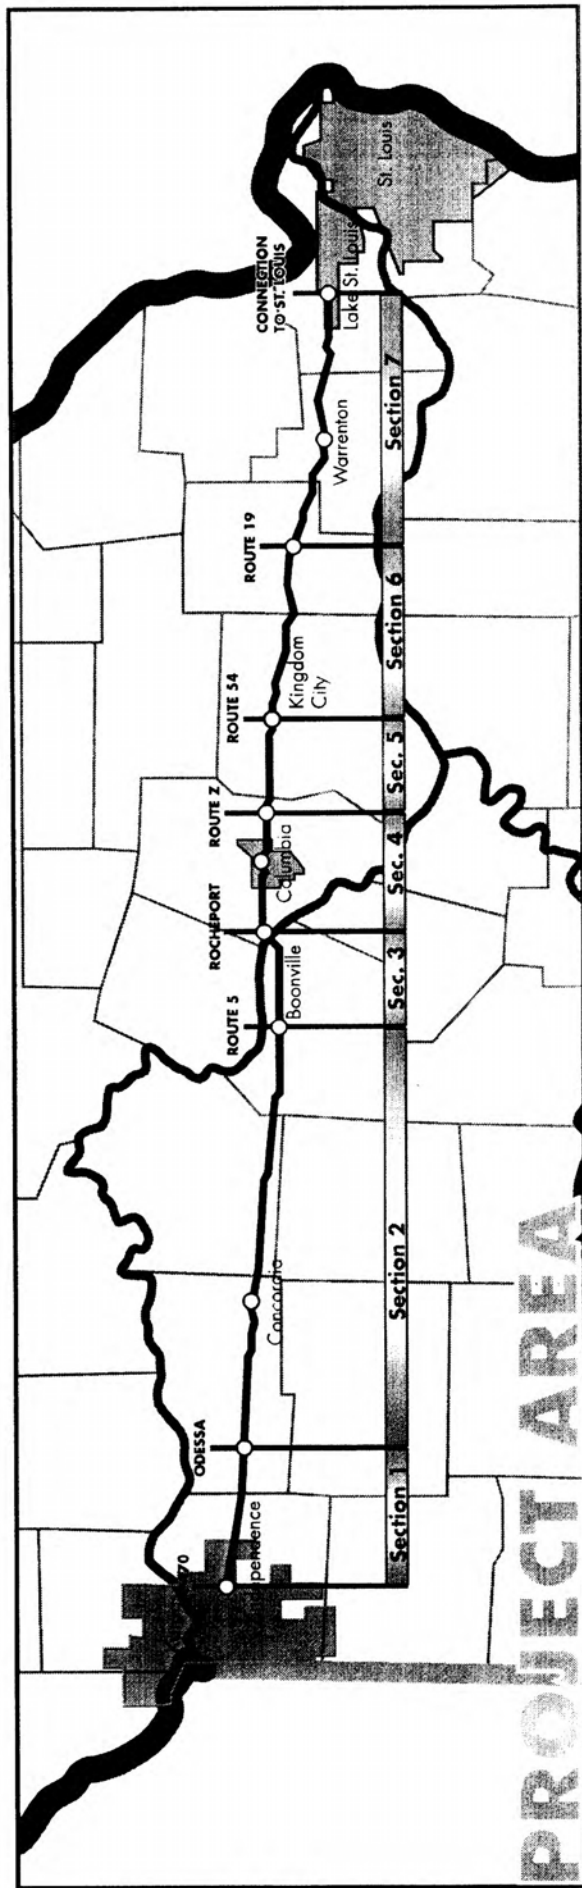 CONNECTION
TO ST. LOUIS
ROUTE 19
ROUTE 54
ROUTE Z
ROCHEPORT
ROUTE 5
ODESSA
70
ependence
Concordia
Boonville
Columbia
Kingdom
City
Warrenton
Lake St. Louis
St. Louis
Section 1
Section 2
Sec. 3
Sec. 4
Sec. 5
Section 6
Section 7
PROJECT AREA